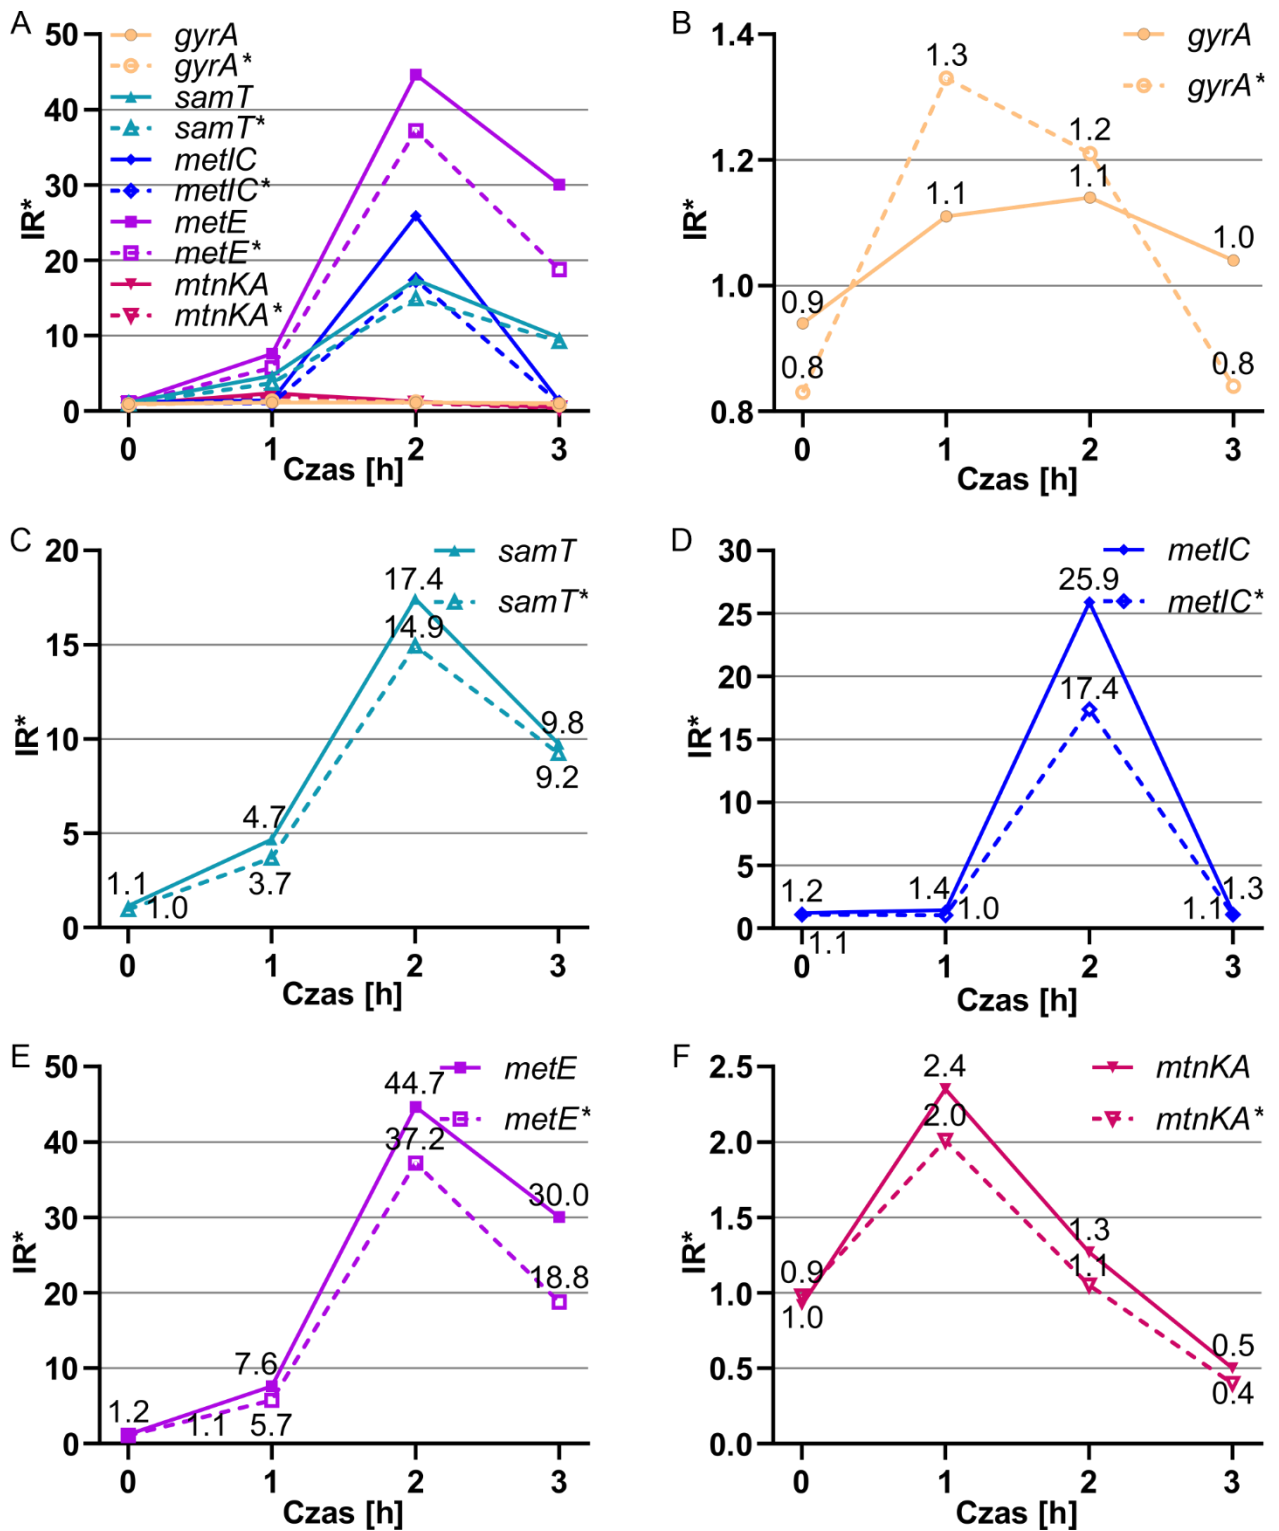 A
50
40
30
20
10
0
IR*
0 1 2 3
Czas [h]
gyrA
gyrA*
samT
samT*
metIC
metIC*
metE
metE*
mtnKA
mtnKA*
B
1.4
1.2
1.0
0.8
IR*
0 1 2 3
Czas [h]
gyrA
gyrA*
1.3
1.2
1.1
1.1
1.0
0.9
0.8
0.8
C
20
15
10
5
0
IR*
0 1 2 3
Czas [h]
samT
samT*
17.4
14.9
9.8
9.2
4.7
3.7
1.1
1.0
D
30
25
20
15
10
5
0
IR*
0 1 2 3
Czas [h]
metIC
metIC*
25.9
17.4
1.2
1.4
1.0
1.1
1.3
1.1
E
50
40
30
20
10
0
IR*
0 1 2 3
Czas [h]
metE
metE*
44.7
37.2
30.0
18.8
7.6
5.7
1.2
1.1
F
2.5
2.0
1.5
1.0
0.5
0.0
IR*
0 1 2 3
Czas [h]
mtnKA
mtnKA*
2.4
2.0
1.3
1.1
0.9
1.0
0.5
0.4